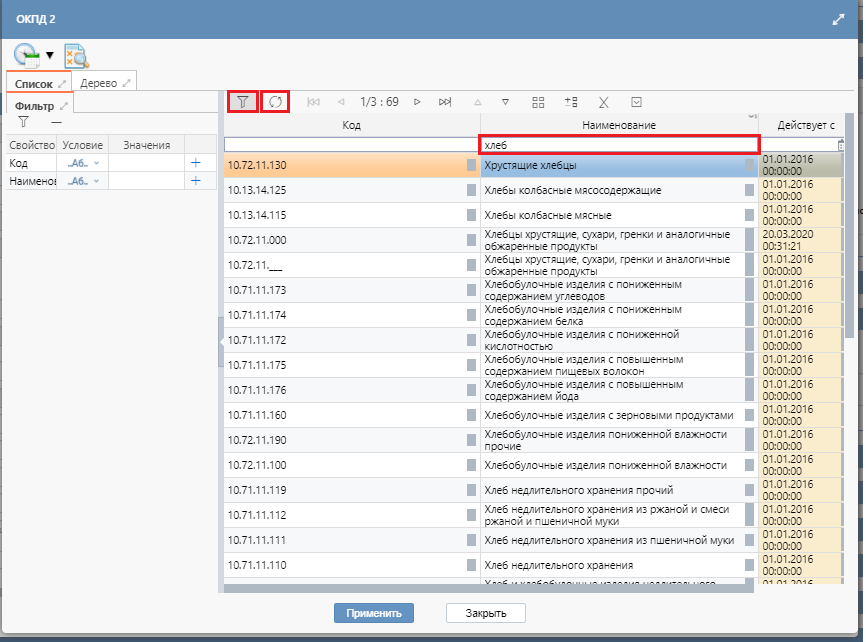 ОКПД 2
Список
Дерево
Фильтр
Свойство Условие Значения
Код ..Аб..
Наименов ..Аб..
1/3 : 69
Код Наименование Действует с
хлеб
10.72.11.130 Хрустящие хлебцы 01.01.2016
00:00:00
10.13.14.125 Хлебы колбасные мясосодержащие 01.01.2016
00:00:00
10.13.14.115 Хлебы колбасные мясные 01.01.2016
00:00:00
10.72.11.000 Хлебцы хрустящие, сухари, гренки и аналогичные 20.03.2020
обжаренные продукты 00:31:21
10.72.11.___ Хлебцы хрустящие, сухари, гренки и аналогичные 01.01.2016
обжаренные продукты 00:00:00
10.71.11.173 Хлебобулочные изделия с пониженным 01.01.2016
содержанием углеводов 00:00:00
10.71.11.174 Хлебобулочные изделия с пониженным 01.01.2016
содержанием белка 00:00:00
10.71.11.172 Хлебобулочные изделия с пониженной 01.01.2016
кислотностью 00:00:00
10.71.11.175 Хлебобулочные изделия с повышенным 01.01.2016
содержанием пищевых волокон 00:00:00
10.71.11.176 Хлебобулочные изделия с повышенным 01.01.2016
содержанием йода 00:00:00
10.71.11.160 Хлебобулочные изделия с зерновыми продуктами 01.01.2016
00:00:00
10.72.11.190 Хлебобулочные изделия пониженной влажности 01.01.2016
прочие 00:00:00
10.72.11.100 Хлебобулочные изделия пониженной влажности 01.01.2016
00:00:00
10.71.11.119 Хлеб недлительного хранения прочий 01.01.2016
00:00:00
10.71.11.112 Хлеб недлительного хранения из ржаной и смеси 01.01.2016
ржаной и пшеничной муки 00:00:00
10.71.11.111 Хлеб недлительного хранения из пшеничной муки 01.01.2016
00:00:00
10.71.11.110 Хлеб недлительного хранения 01.01.2016
00:00:00
Хлеб и хлебобулочные изделия недлительного 01.01.2016
Применить Закрыть